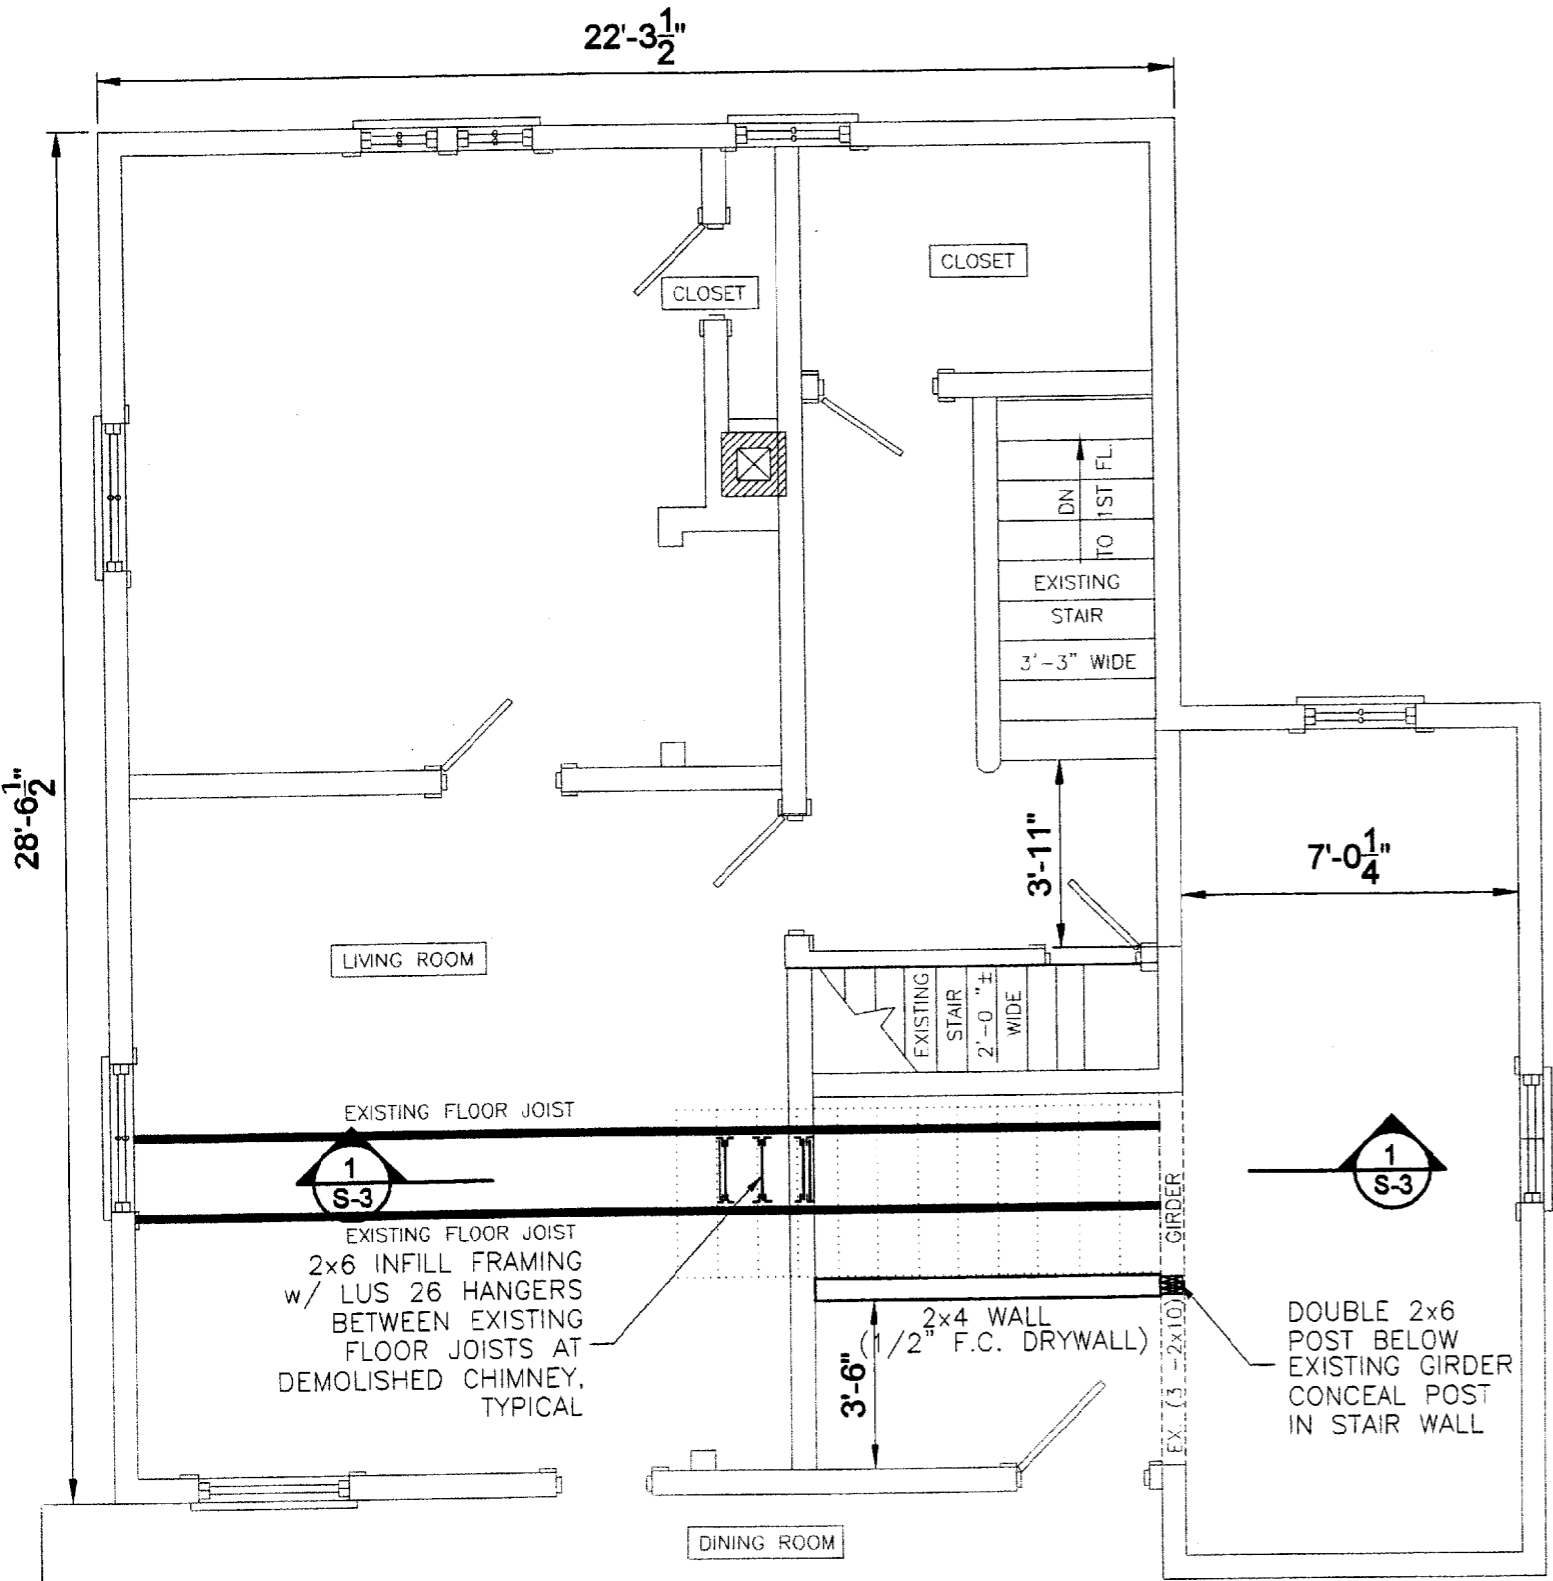 22'-3 1/2"
CLOSET
CLOSET
DN
TO 1ST FL.
EXISTING
STAIR
3'-3" WIDE
28'-6 1/2"
3'-11"
7'-0 1/4"
LIVING ROOM
EXISTING
STAIR
2'-0 "±
WIDE
EXISTING FLOOR JOIST
1
S-3
1
S-3
EXISTING FLOOR JOIST
GIRDER
EX. (3 -2x10)
2x6 INFILL FRAMING
w/ LUS 26 HANGERS
BETWEEN EXISTING
FLOOR JOISTS AT
DEMOLISHED CHIMNEY,
TYPICAL
2x4 WALL
(1/2" F.C. DRYWALL)
3'-6"
DOUBLE 2x6
POST BELOW
EXISTING GIRDER
CONCEAL POST
IN STAIR WALL
DINING ROOM